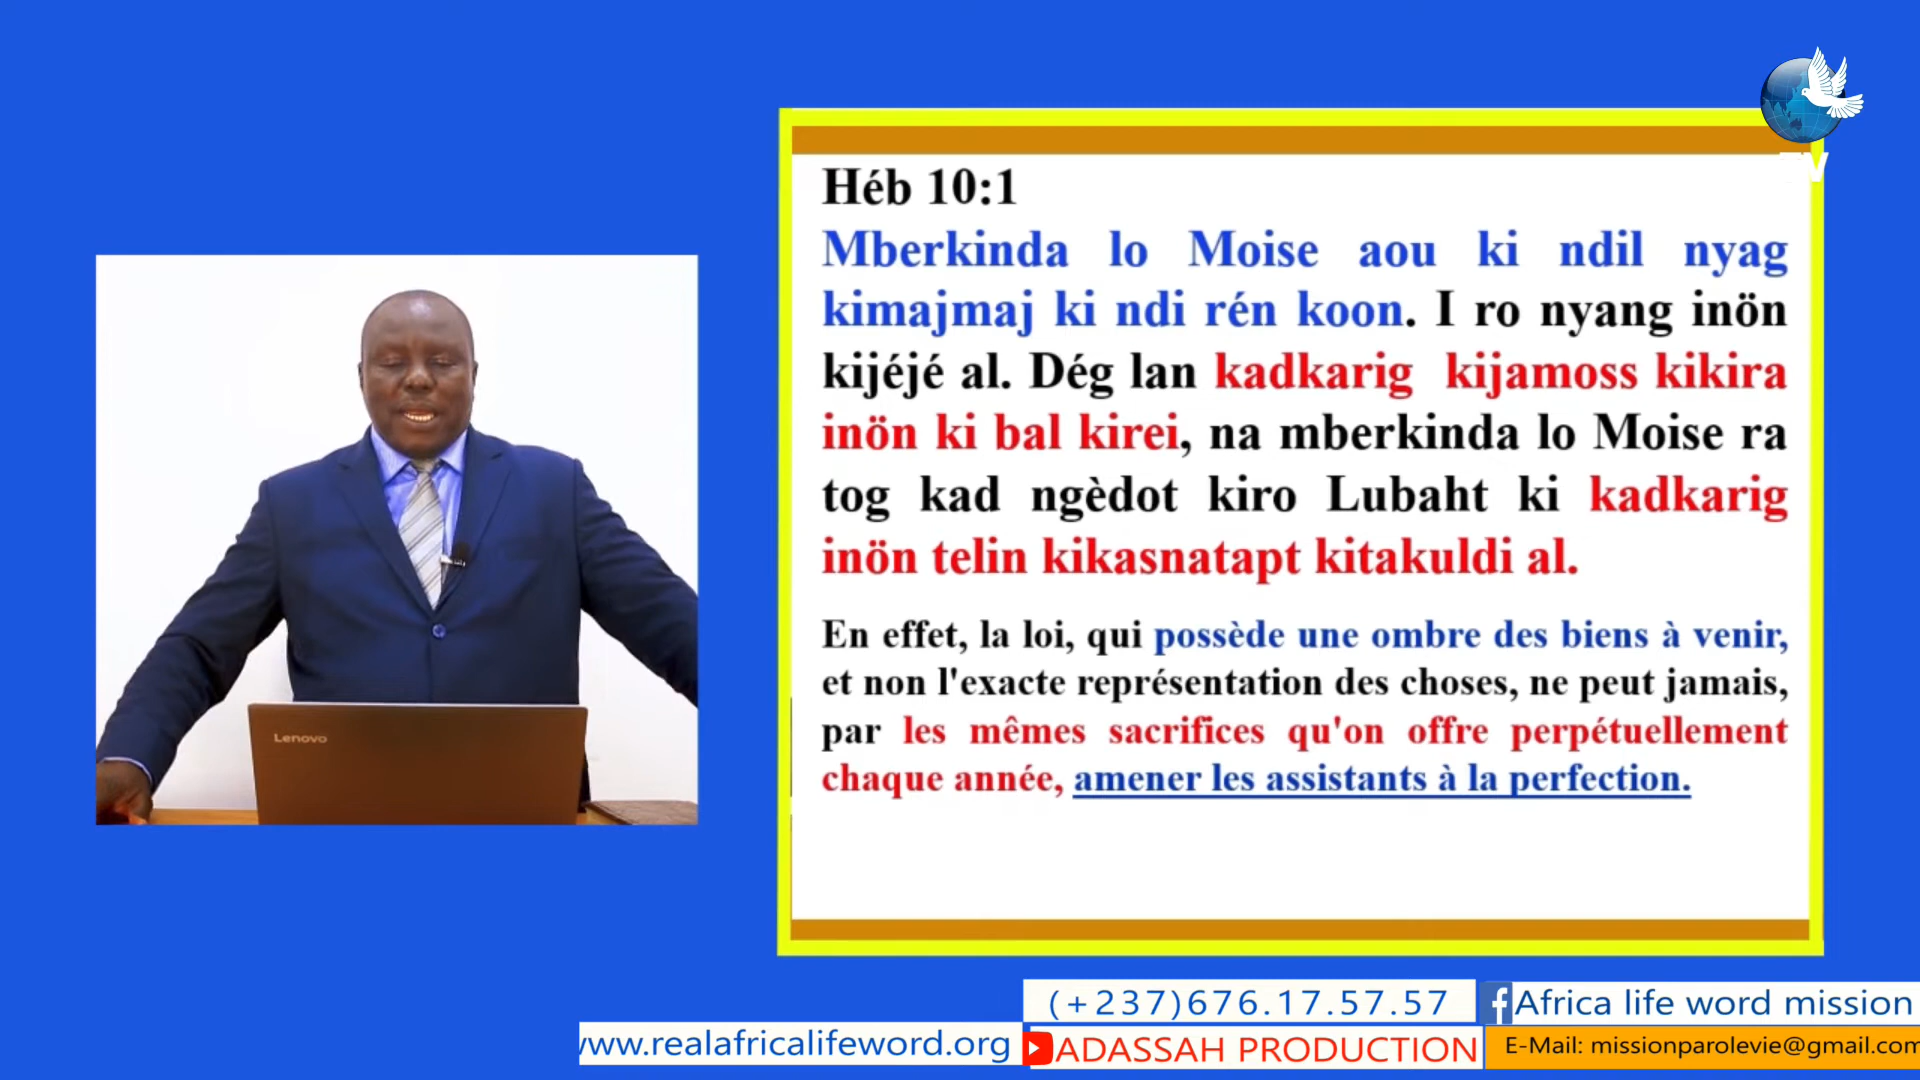 TV
Héb 10:1
Mberkinda lo Moise aou ki ndil nyag
kimajmaj ki ndi rén koon. I ro nyang inön
kijéjé al. Dég lan kadkarig kijamoss kikira
inön ki bal kirei, na mberkinda lo Moise ra
tog kad ngèdot kiro Lubaht ki kadkarig
inön telin kikasnatapt kitakuldi al.
En effet, la loi, qui possède une ombre des biens à venir,
et non l'exacte représentation des choses, ne peut jamais,
par les mêmes sacrifices qu'on offre perpétuellement
chaque année, amener les assistants à la perfection.
Lenovo
(+237)676.17.57.57
Africa life word mission
www.realafricalifeword.org
ADASSAH PRODUCTION
E-Mail: missionparolevie@gmail.com